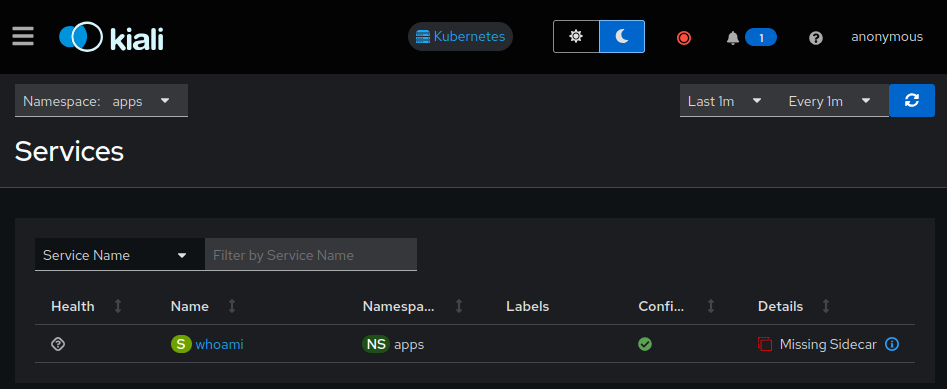 kiali
Kubernetes
1
?
anonymous
Namespace: apps
Last 1m
Every 1m
Services
Service Name
Filter by Service Name
Health
Name
Namespa...
Labels
Confi...
Details
?
S whoami
NS apps
Missing Sidecar i